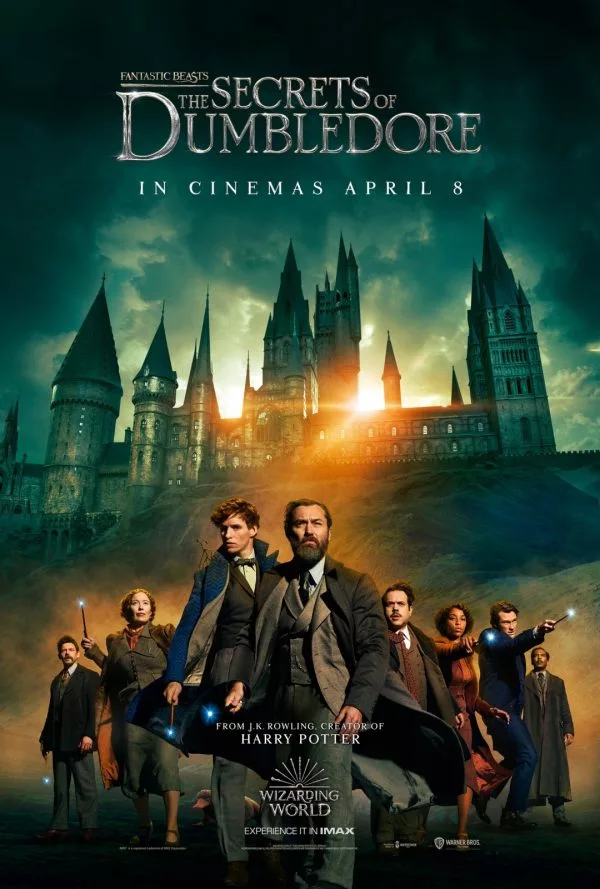 FANTASTIC BEASTS
THE SECRETS OF
DUMBLEDORE
IN CINEMAS APRIL 8
FROM J.K. ROWLING, CREATOR OF
HARRY POTTER
WIZARDING
WORLD
EXPERIENCE IT IN IMAX
WARNER BROS.